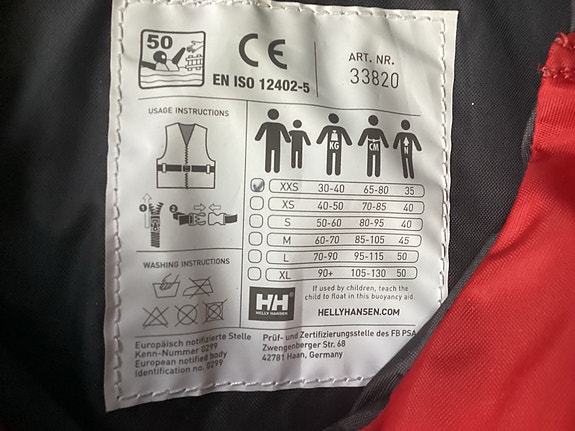 50
CE
EN ISO 12402-5
ART. NR.
33820
USAGE INSTRUCTIONS
1
2
KG
CM
N
XXS 30-40 65-80 35
XS 40-50 70-85 40
S 50-60 80-95 40
M 60-70 85-105 45
L 70-90 95-115 50
XL 90+ 105-130 50
WASHING INSTRUCTIONS
HH
HELLY HANSEN
If used by children, teach the
child to float in this buoyancy aid.
HELLYHANSEN.COM
Europäisch notifizierte Stelle
Kenn-Nummer 0299
European notified body
Identification no. 0299
Prüf- und Zertifizierungsstelle des FB PSA
Zwengenberger Str. 68
42781 Haan, Germany